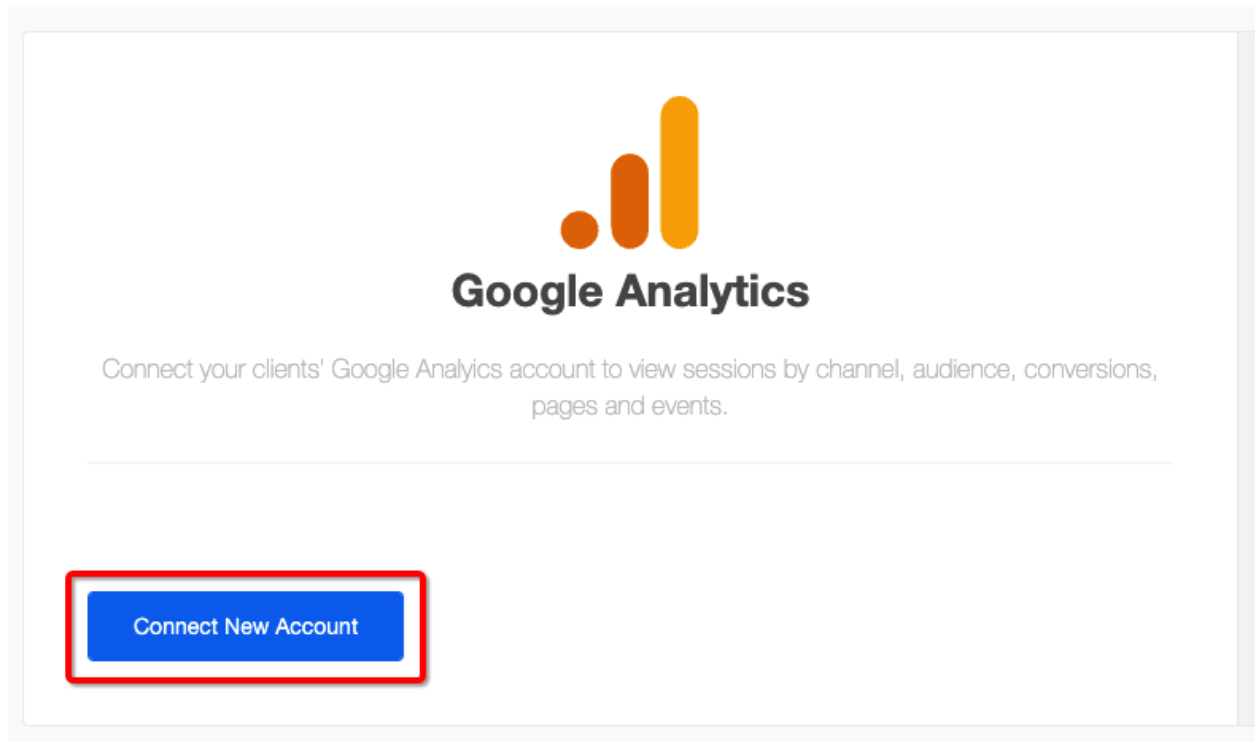 Google Analytics
Connect your clients' Google Analyics account to view sessions by channel, audience, conversions,
pages and events.
Connect New Account